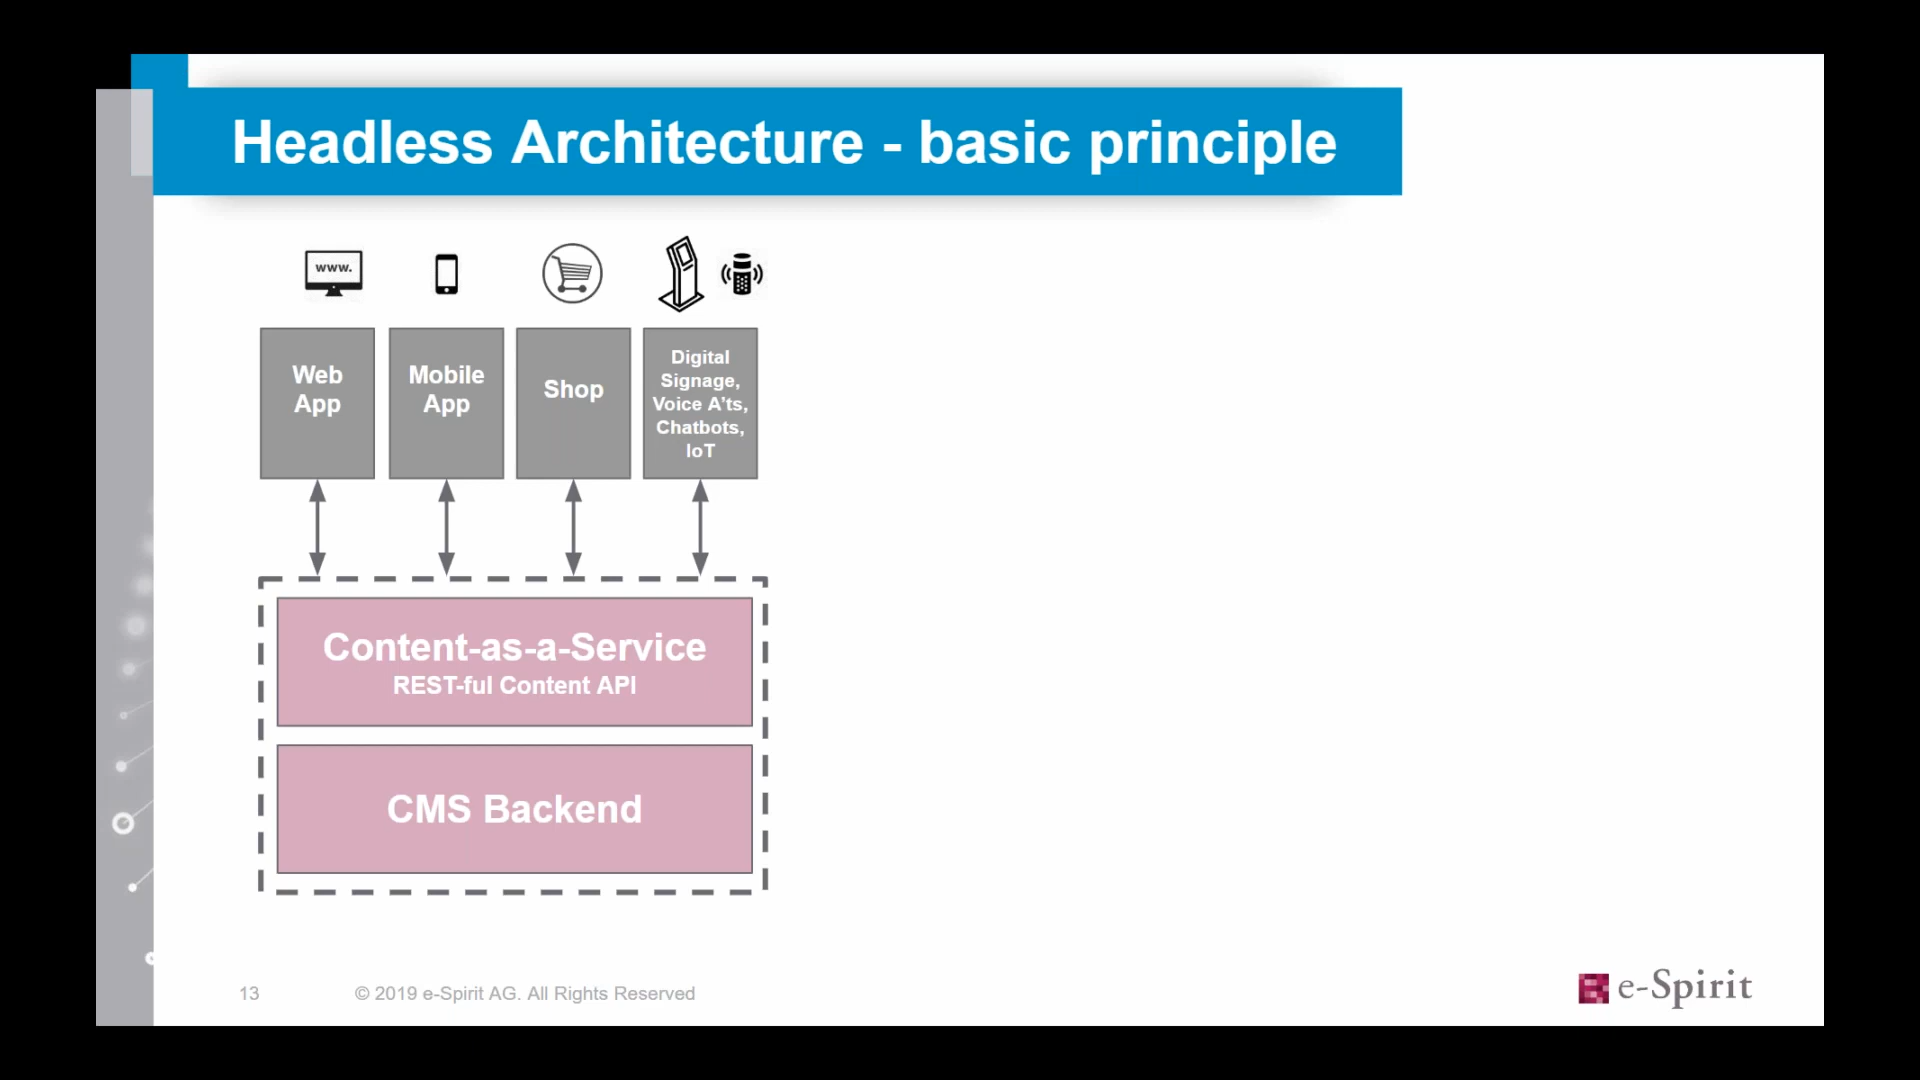 Headless Architecture - basic principle
www.
Web
App
Mobile
App
Shop
Digital
Signage,
Voice A'ts,
Chatbots,
IoT
Content-as-a-Service
REST-ful Content API
CMS Backend
13
© 2019 e-Spirit AG. All Rights Reserved
e-Spirit